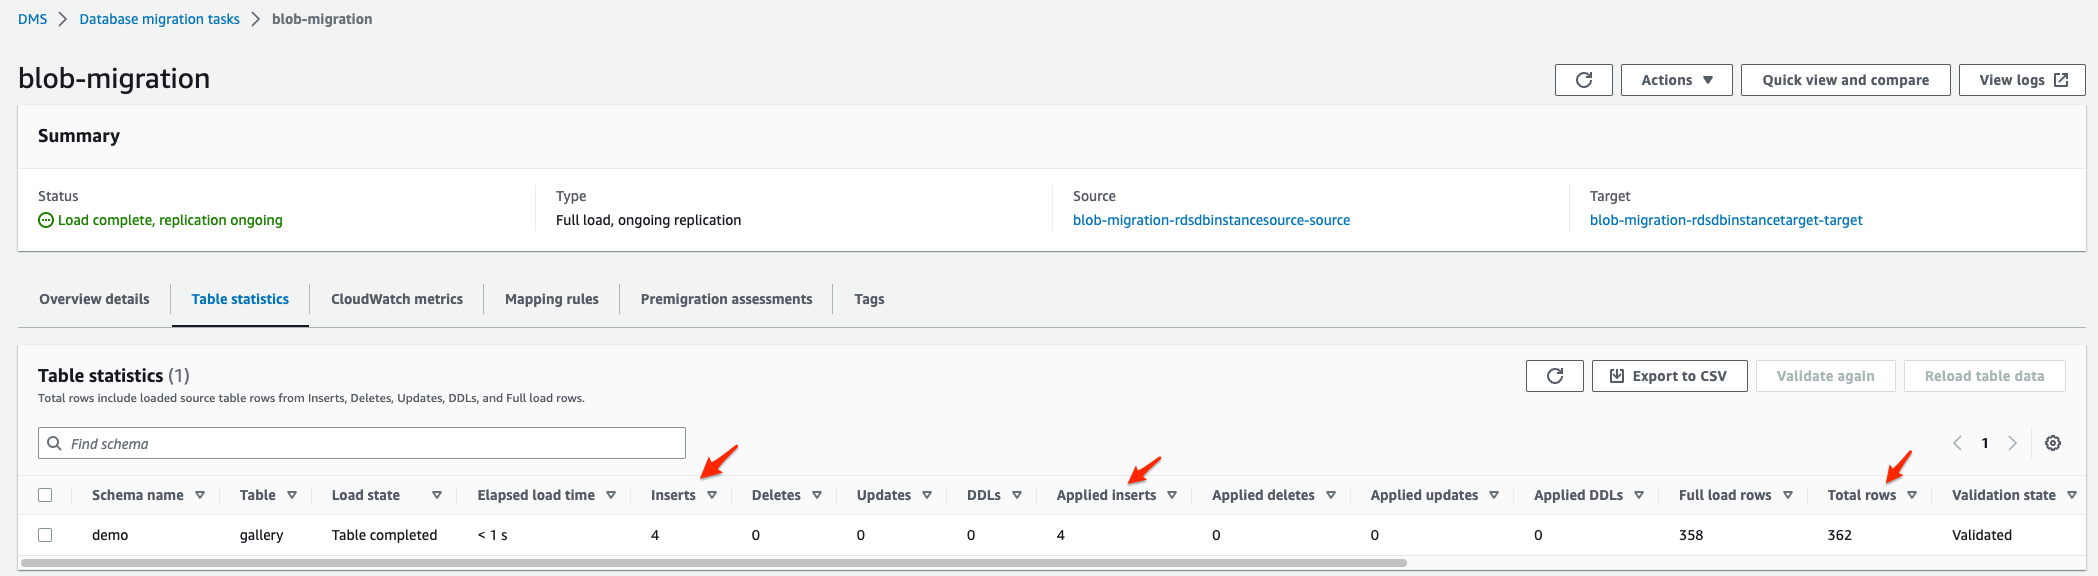 DMS > Database migration tasks > blob-migration
blob-migration
Actions Quick view and compare View logs
Summary
Status Type Source Target
Load complete, replication ongoing Full load, ongoing replication blob-migration-rdsdbinstancesource-source blob-migration-rdsdbinstancetarget-target
Overview details Table statistics CloudWatch metrics Mapping rules Premigration assessments Tags
Table statistics (1) Export to CSV Validate again Reload table data
Total rows include loaded source table rows from Inserts, Deletes, Updates, DDLs, and Full load rows.
Find schema < 1 >
Schema name Table Load state Elapsed load time Inserts Deletes Updates DDLs Applied inserts Applied deletes Applied updates Applied DDLs Full load rows Total rows Validation state
demo gallery Table completed < 1 s 4 0 0 0 4 0 0 0 358 362 Validated